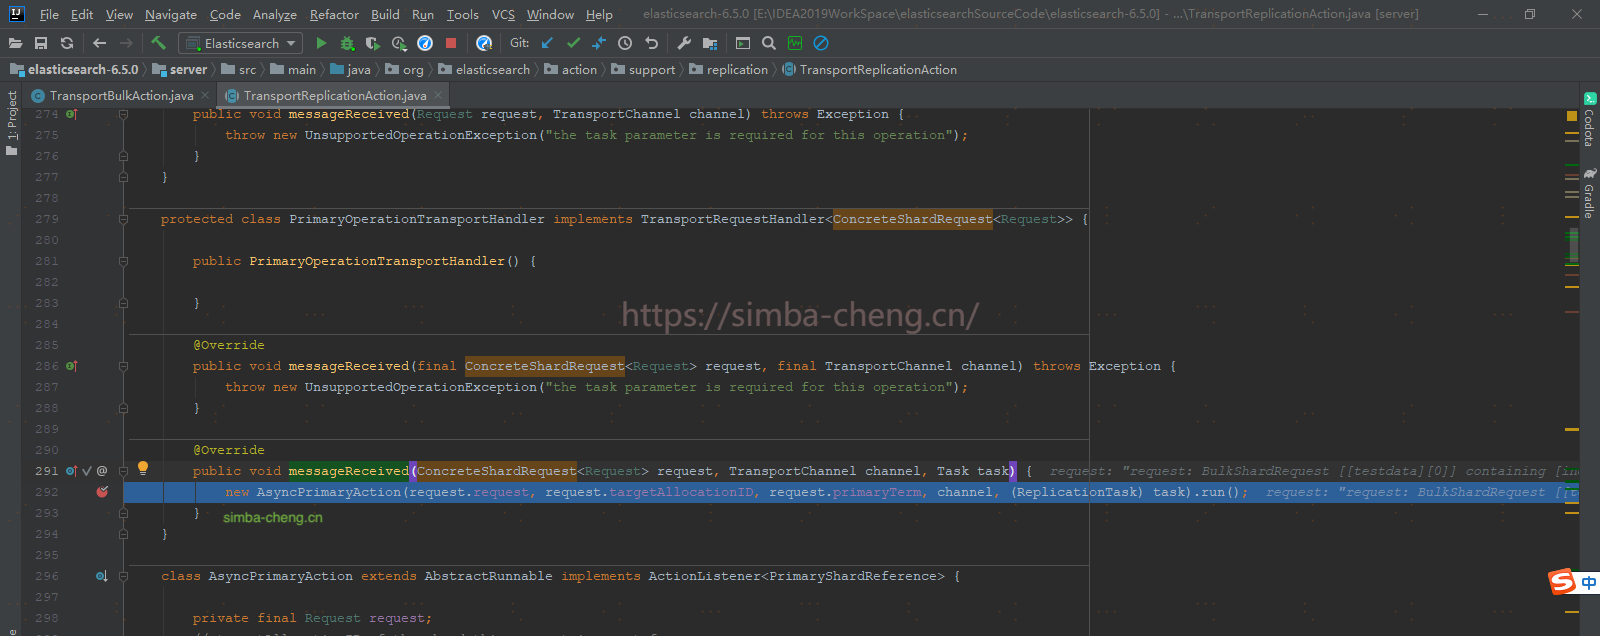 File Edit View Navigate Code Analyze Refactor Build Run Tools VCS Window Help elasticsearch-6.5.0 [E:\IDEA2019WorkSpace\elasticsearchSourceCode\elasticsearch-6.5.0] - ...\TransportReplicationAction.java [server]
Elasticsearch Git:
elasticsearch-6.5.0 server src main java org elasticsearch action support replication TransportReplicationAction
TransportBulkAction.java TransportReplicationAction.java
1: Project
Codota
Gradle
274 public void messageReceived(Request request, TransportChannel channel) throws Exception {
275 throw new UnsupportedOperationException("the task parameter is required for this operation");
276 }
277 }
278
279 protected class PrimaryOperationTransportHandler implements TransportRequestHandler<ConcreteShardRequest<Request>> {
280
281 public PrimaryOperationTransportHandler() {
282
283 }
https://simba-cheng.cn/
284
285 @Override
286 public void messageReceived(final ConcreteShardRequest<Request> request, final TransportChannel channel) throws Exception {
287 throw new UnsupportedOperationException("the task parameter is required for this operation");
288 }
289
290 @Override
291 public void messageReceived(ConcreteShardRequest<Request> request, TransportChannel channel, Task task) { request: "request: BulkShardRequest [[testdata][0]] containing [in
292 new AsyncPrimaryAction(request.request, request.targetAllocationID, request.primaryTerm, channel, (ReplicationTask) task).run(); request: "request: BulkShardRequest [[t
293 }
simba-cheng.cn
294 }
295
296 class AsyncPrimaryAction extends AbstractRunnable implements ActionListener<PrimaryShardReference> {
297
298 private final Request request;
中